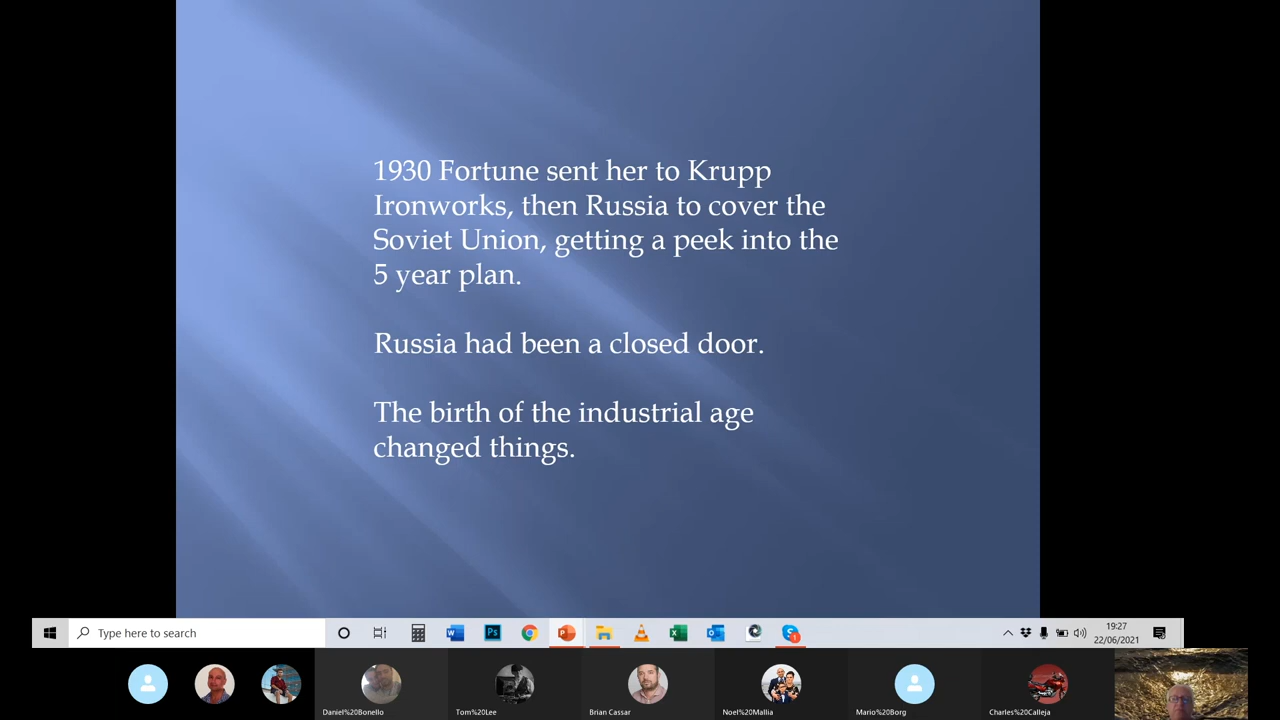 1930 Fortune sent her to Krupp
Ironworks, then Russia to cover the
Soviet Union, getting a peek into the
5 year plan.
Russia had been a closed door.
The birth of the industrial age
changed things.
Type here to search
19:27
22/06/2021
Daniel%20Bonello
Tom%20Lee
Brian Cassar
Noel%20Mallia
Mario%20Borg
Charles%20Calleja